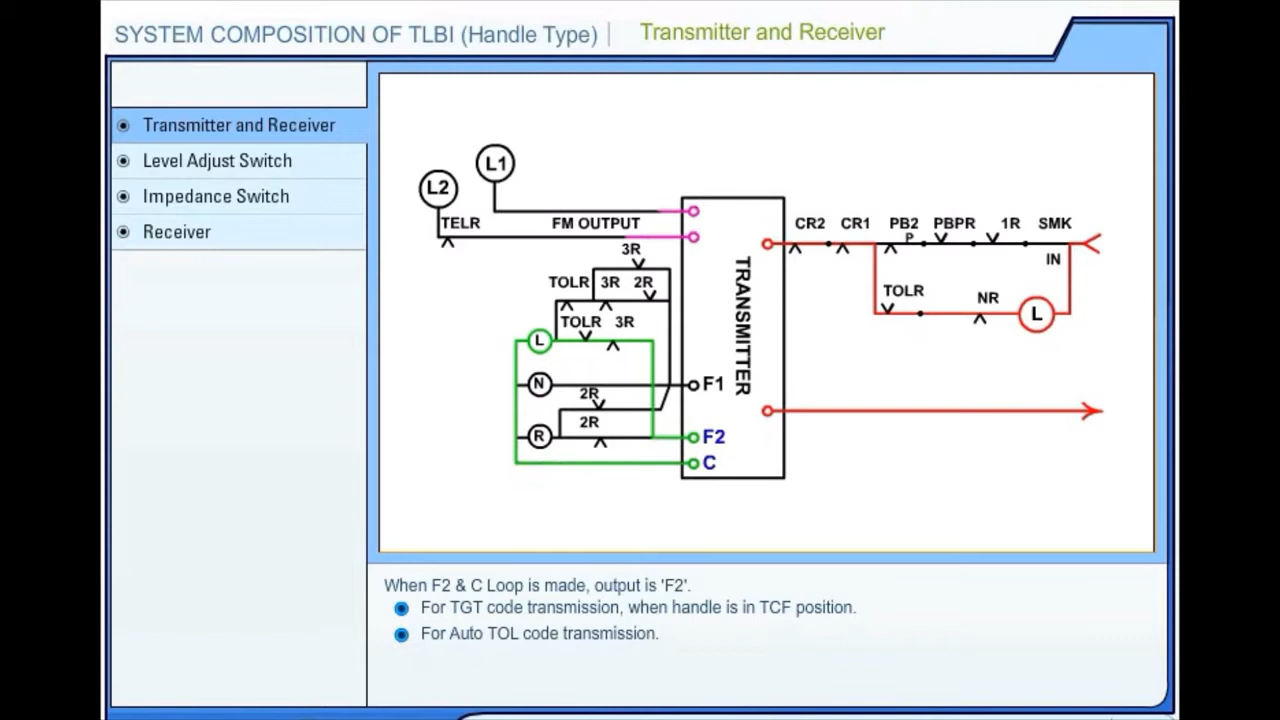 SYSTEM COMPOSITION OF TLBI (Handle Type) | Transmitter and Receiver
Transmitter and Receiver
Level Adjust Switch
Impedance Switch
Receiver
L1
L2
TELR FM OUTPUT
3R
TOLR 3R 2R
TOLR 3R
L
N
2R
2R
R
TRANSMITTER
F1
F2
C
CR2 CR1 PB2 PBPR 1R SMK
P
IN
TOLR NR
L
When F2 & C Loop is made, output is 'F2'.
For TGT code transmission, when handle is in TCF position.
For Auto TOL code transmission.